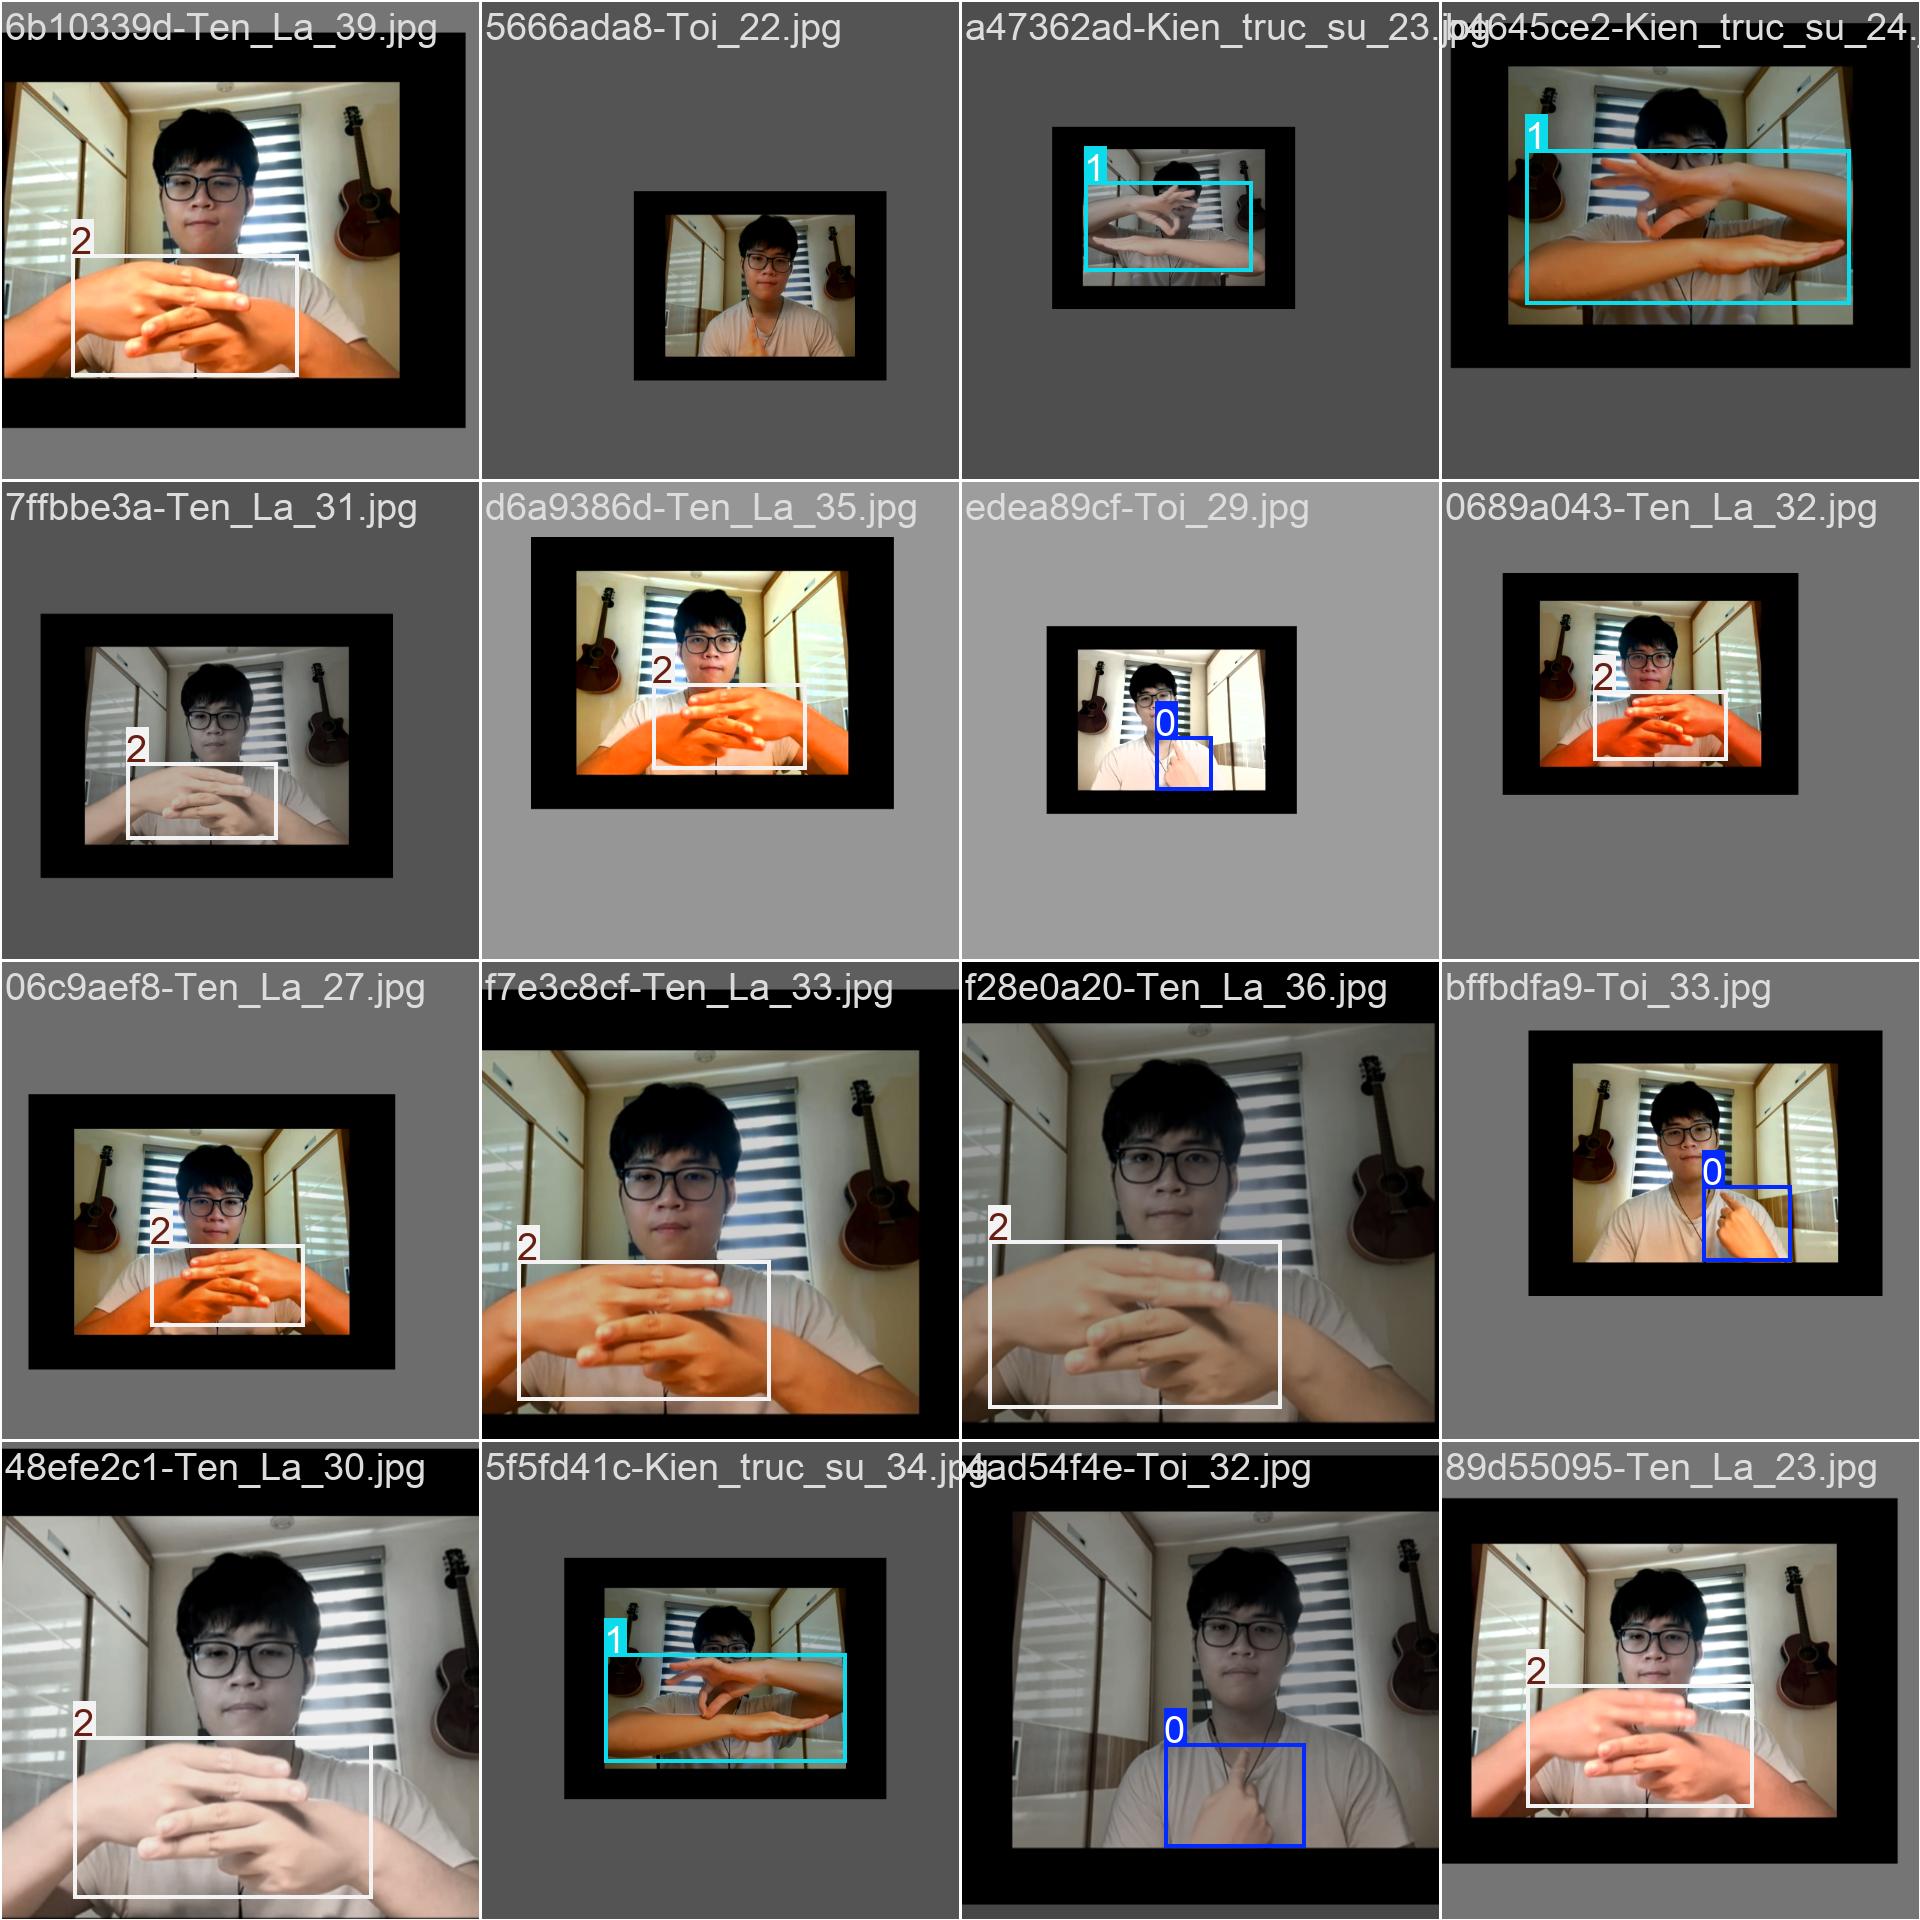 6b10339d-Ten_La_39.jpg
5666ada8-Toi_22.jpg
a47362ad-Kien_truc_su_23.jpg
b4645ce2-Kien_truc_su_24.
2
1
1
7ffbbe3a-Ten_La_31.jpg
d6a9386d-Ten_La_35.jpg
edea89cf-Toi_29.jpg
0689a043-Ten_La_32.jpg
2
2
0
2
06c9aef8-Ten_La_27.jpg
f7e3c8cf-Ten_La_33.jpg
f28e0a20-Ten_La_36.jpg
bffbdfa9-Toi_33.jpg
2
2
2
0
48efe2c1-Ten_La_30.jpg
5f5fd41c-Kien_truc_su_34.jpg
4ad54f4e-Toi_32.jpg
89d55095-Ten_La_23.jpg
2
1
0
2